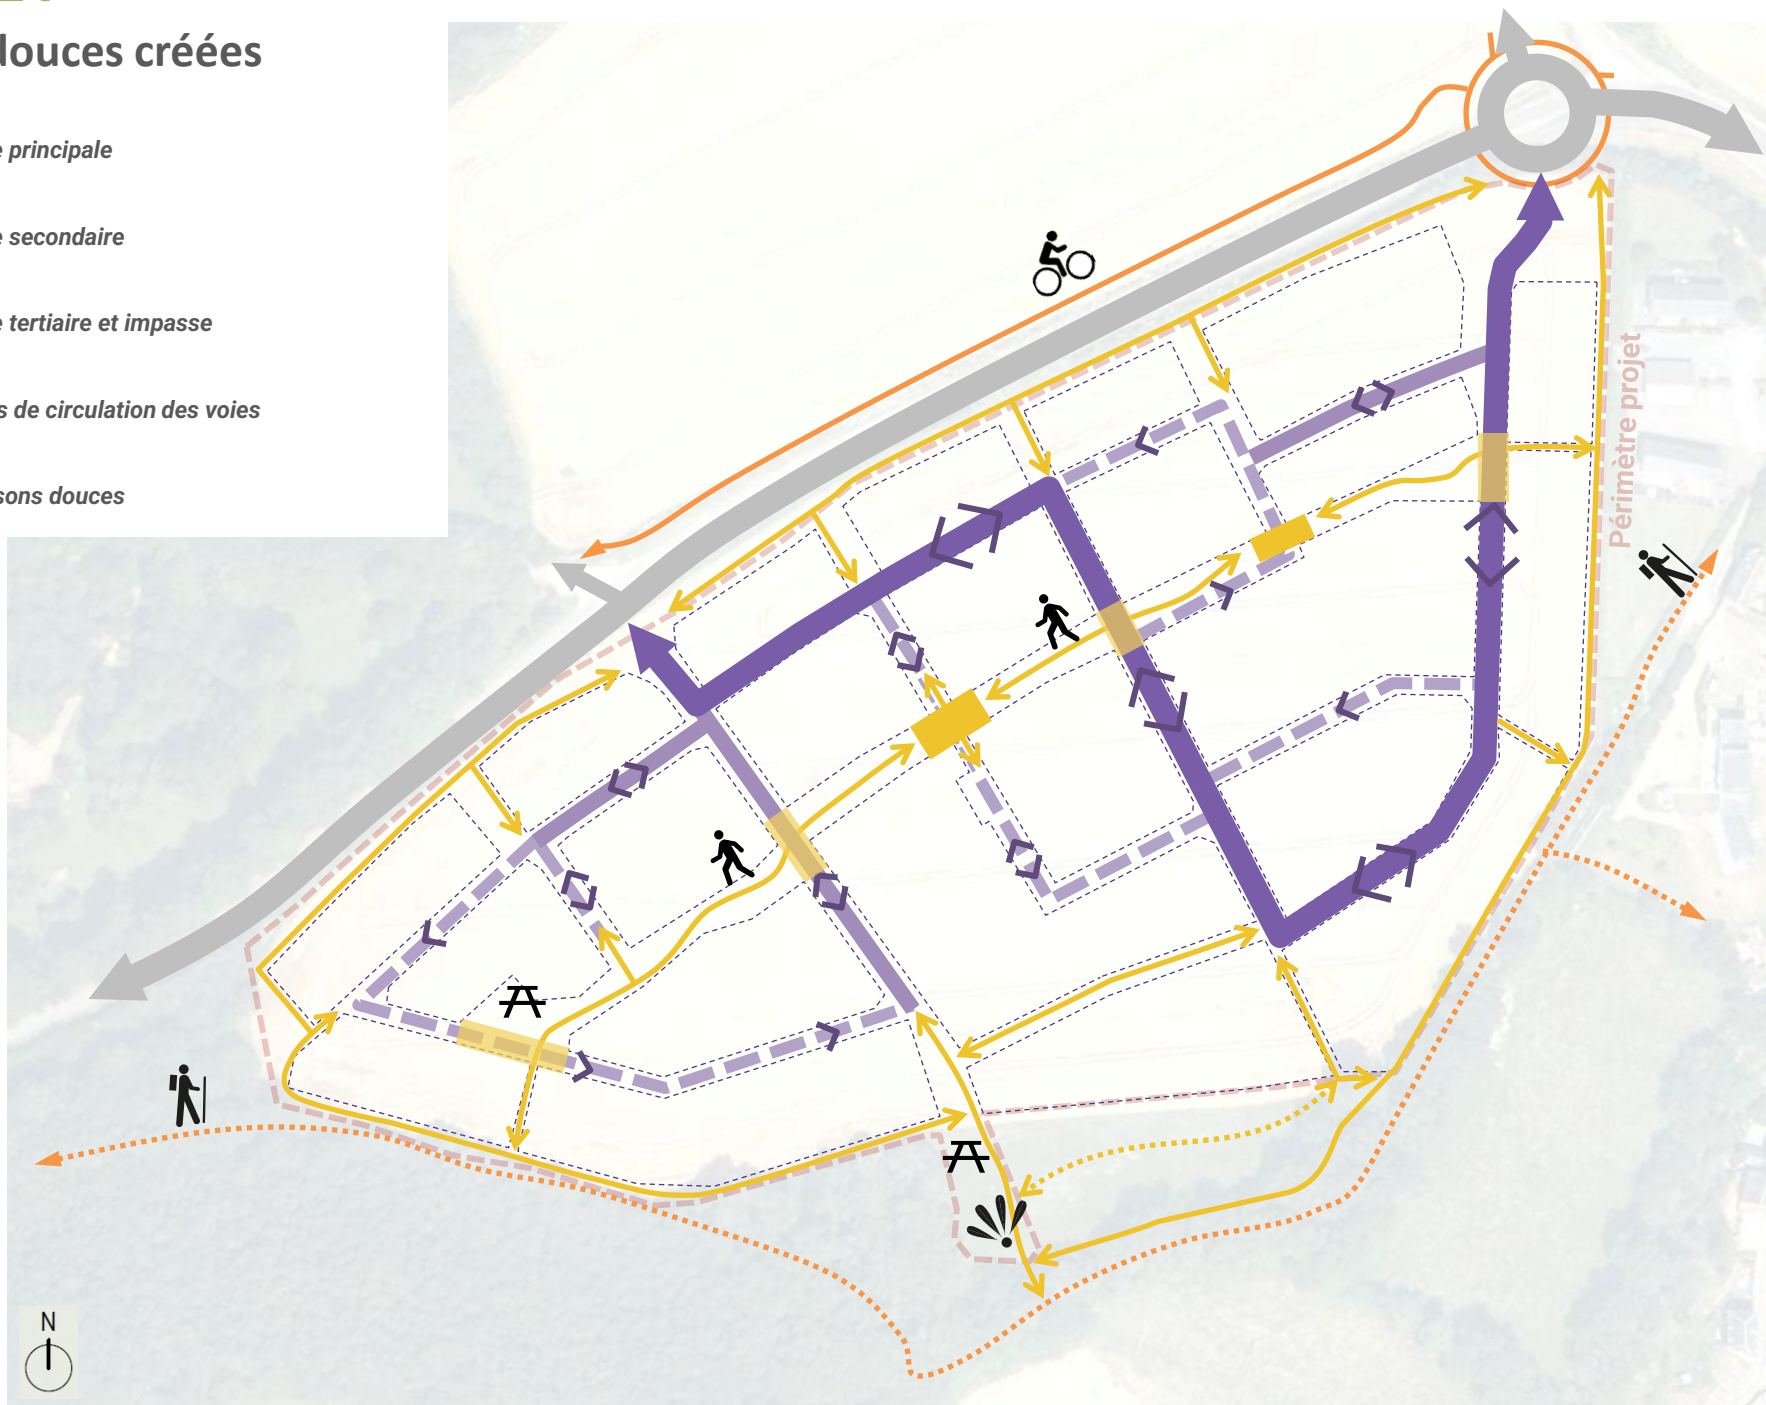 douces créées
e principale
e secondaire
e tertiaire et impasse
s de circulation des voies
sons douces
Périmètre projet
N